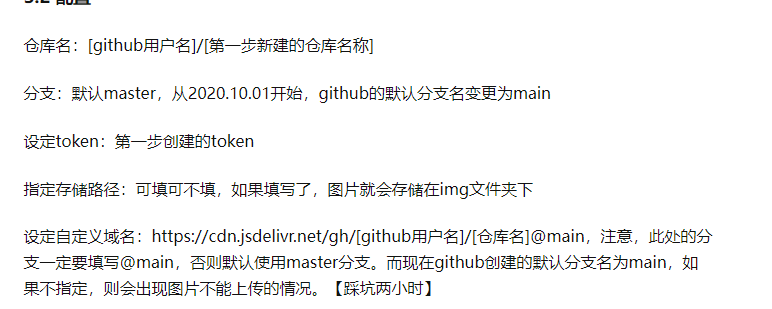 3.2 配置
仓库名：[github用户名]/[第一步新建的仓库名称]
分支：默认master，从2020.10.01开始，github的默认分支名变更为main
设定token：第一步创建的token
指定存储路径：可填可不填，如果填写了，图片就会存储在img文件夹下
设定自定义域名：https://cdn.jsdelivr.net/gh/[github用户名]/[仓库名]@main，注意，此处的分
支一定要填写@main，否则默认使用master分支。而现在github创建的默认分支名为main，如
果不指定，则会出现图片不能上传的情况。【踩坑两小时】